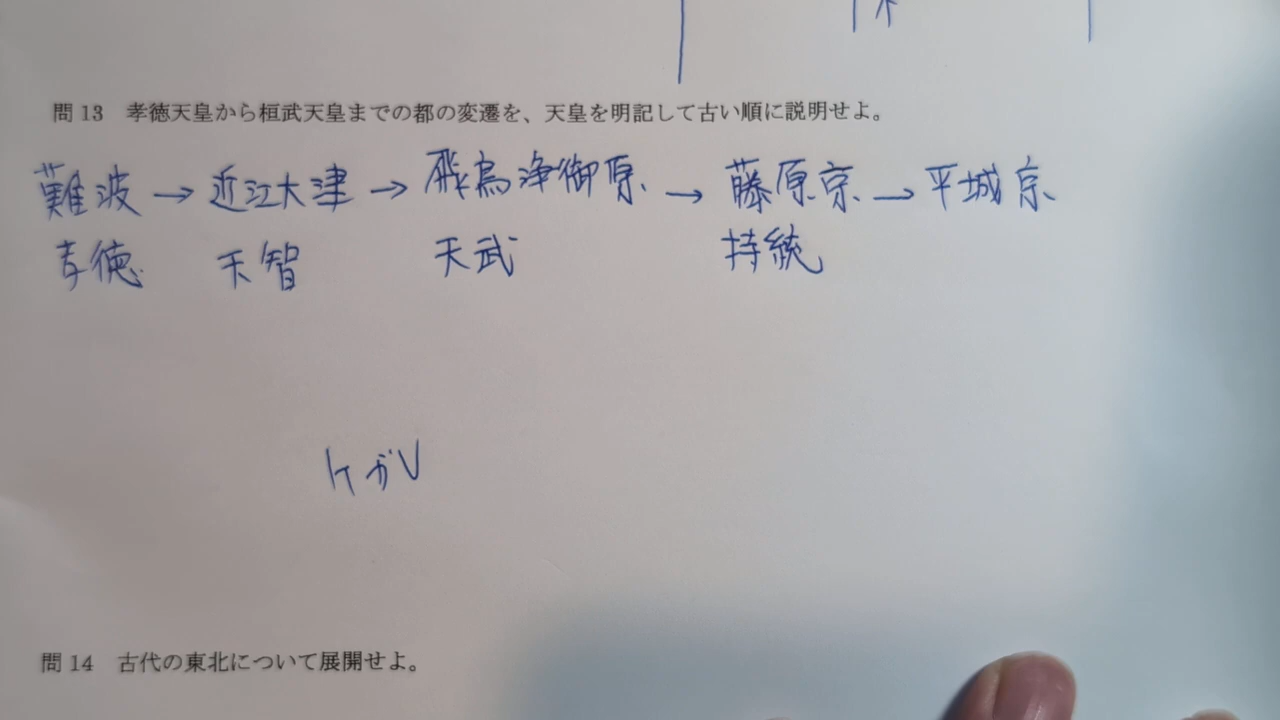 問13 孝徳天皇から桓武天皇までの都の変遷を、天皇を明記して古い順に説明せよ。
難波→近江大津→飛鳥浄御原→藤原京→平城京
孝徳 天智 天武 持統
ケガレ
問14 古代の東北について展開せよ。